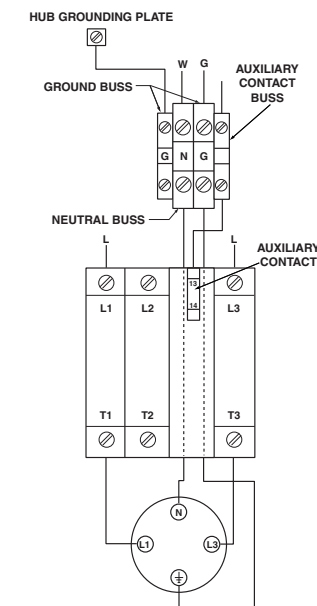 HUB GROUNDING PLATE
W G
GROUND BUSS
AUXILIARY
CONTACT
BUSS
G N G
NEUTRAL BUSS
L
L
AUXILIARY
CONTACT
13
14
L1 L2 L3
T1 T2 T3
N
L1 L3